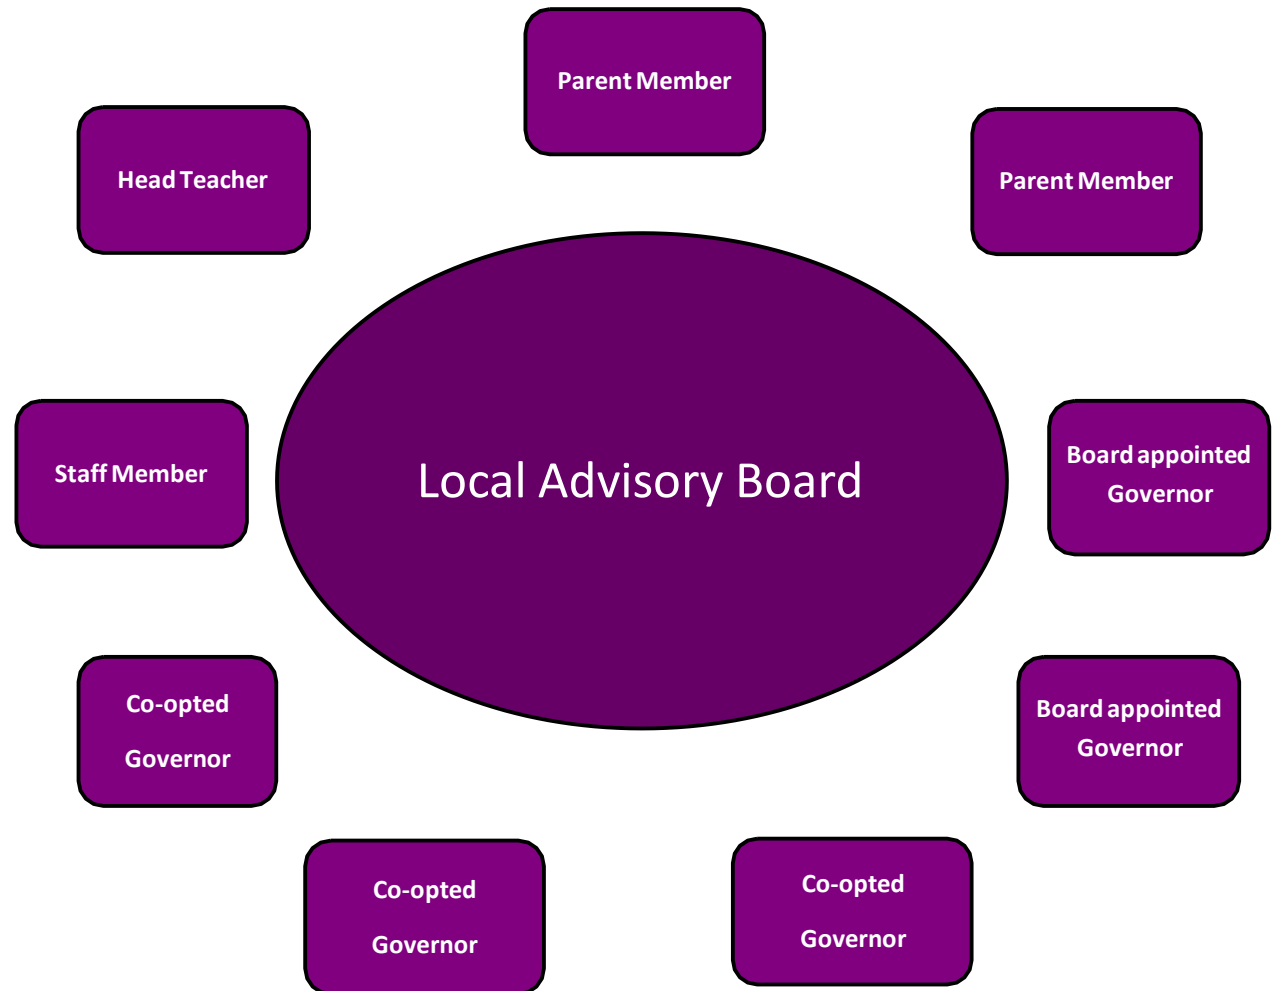 Parent Member
Head Teacher
Parent Member
Local Advisory Board
Staff Member
Board appointed
Governor
Co-opted
Governor
Board appointed
Governor
Co-opted
Governor
Co-opted
Governor